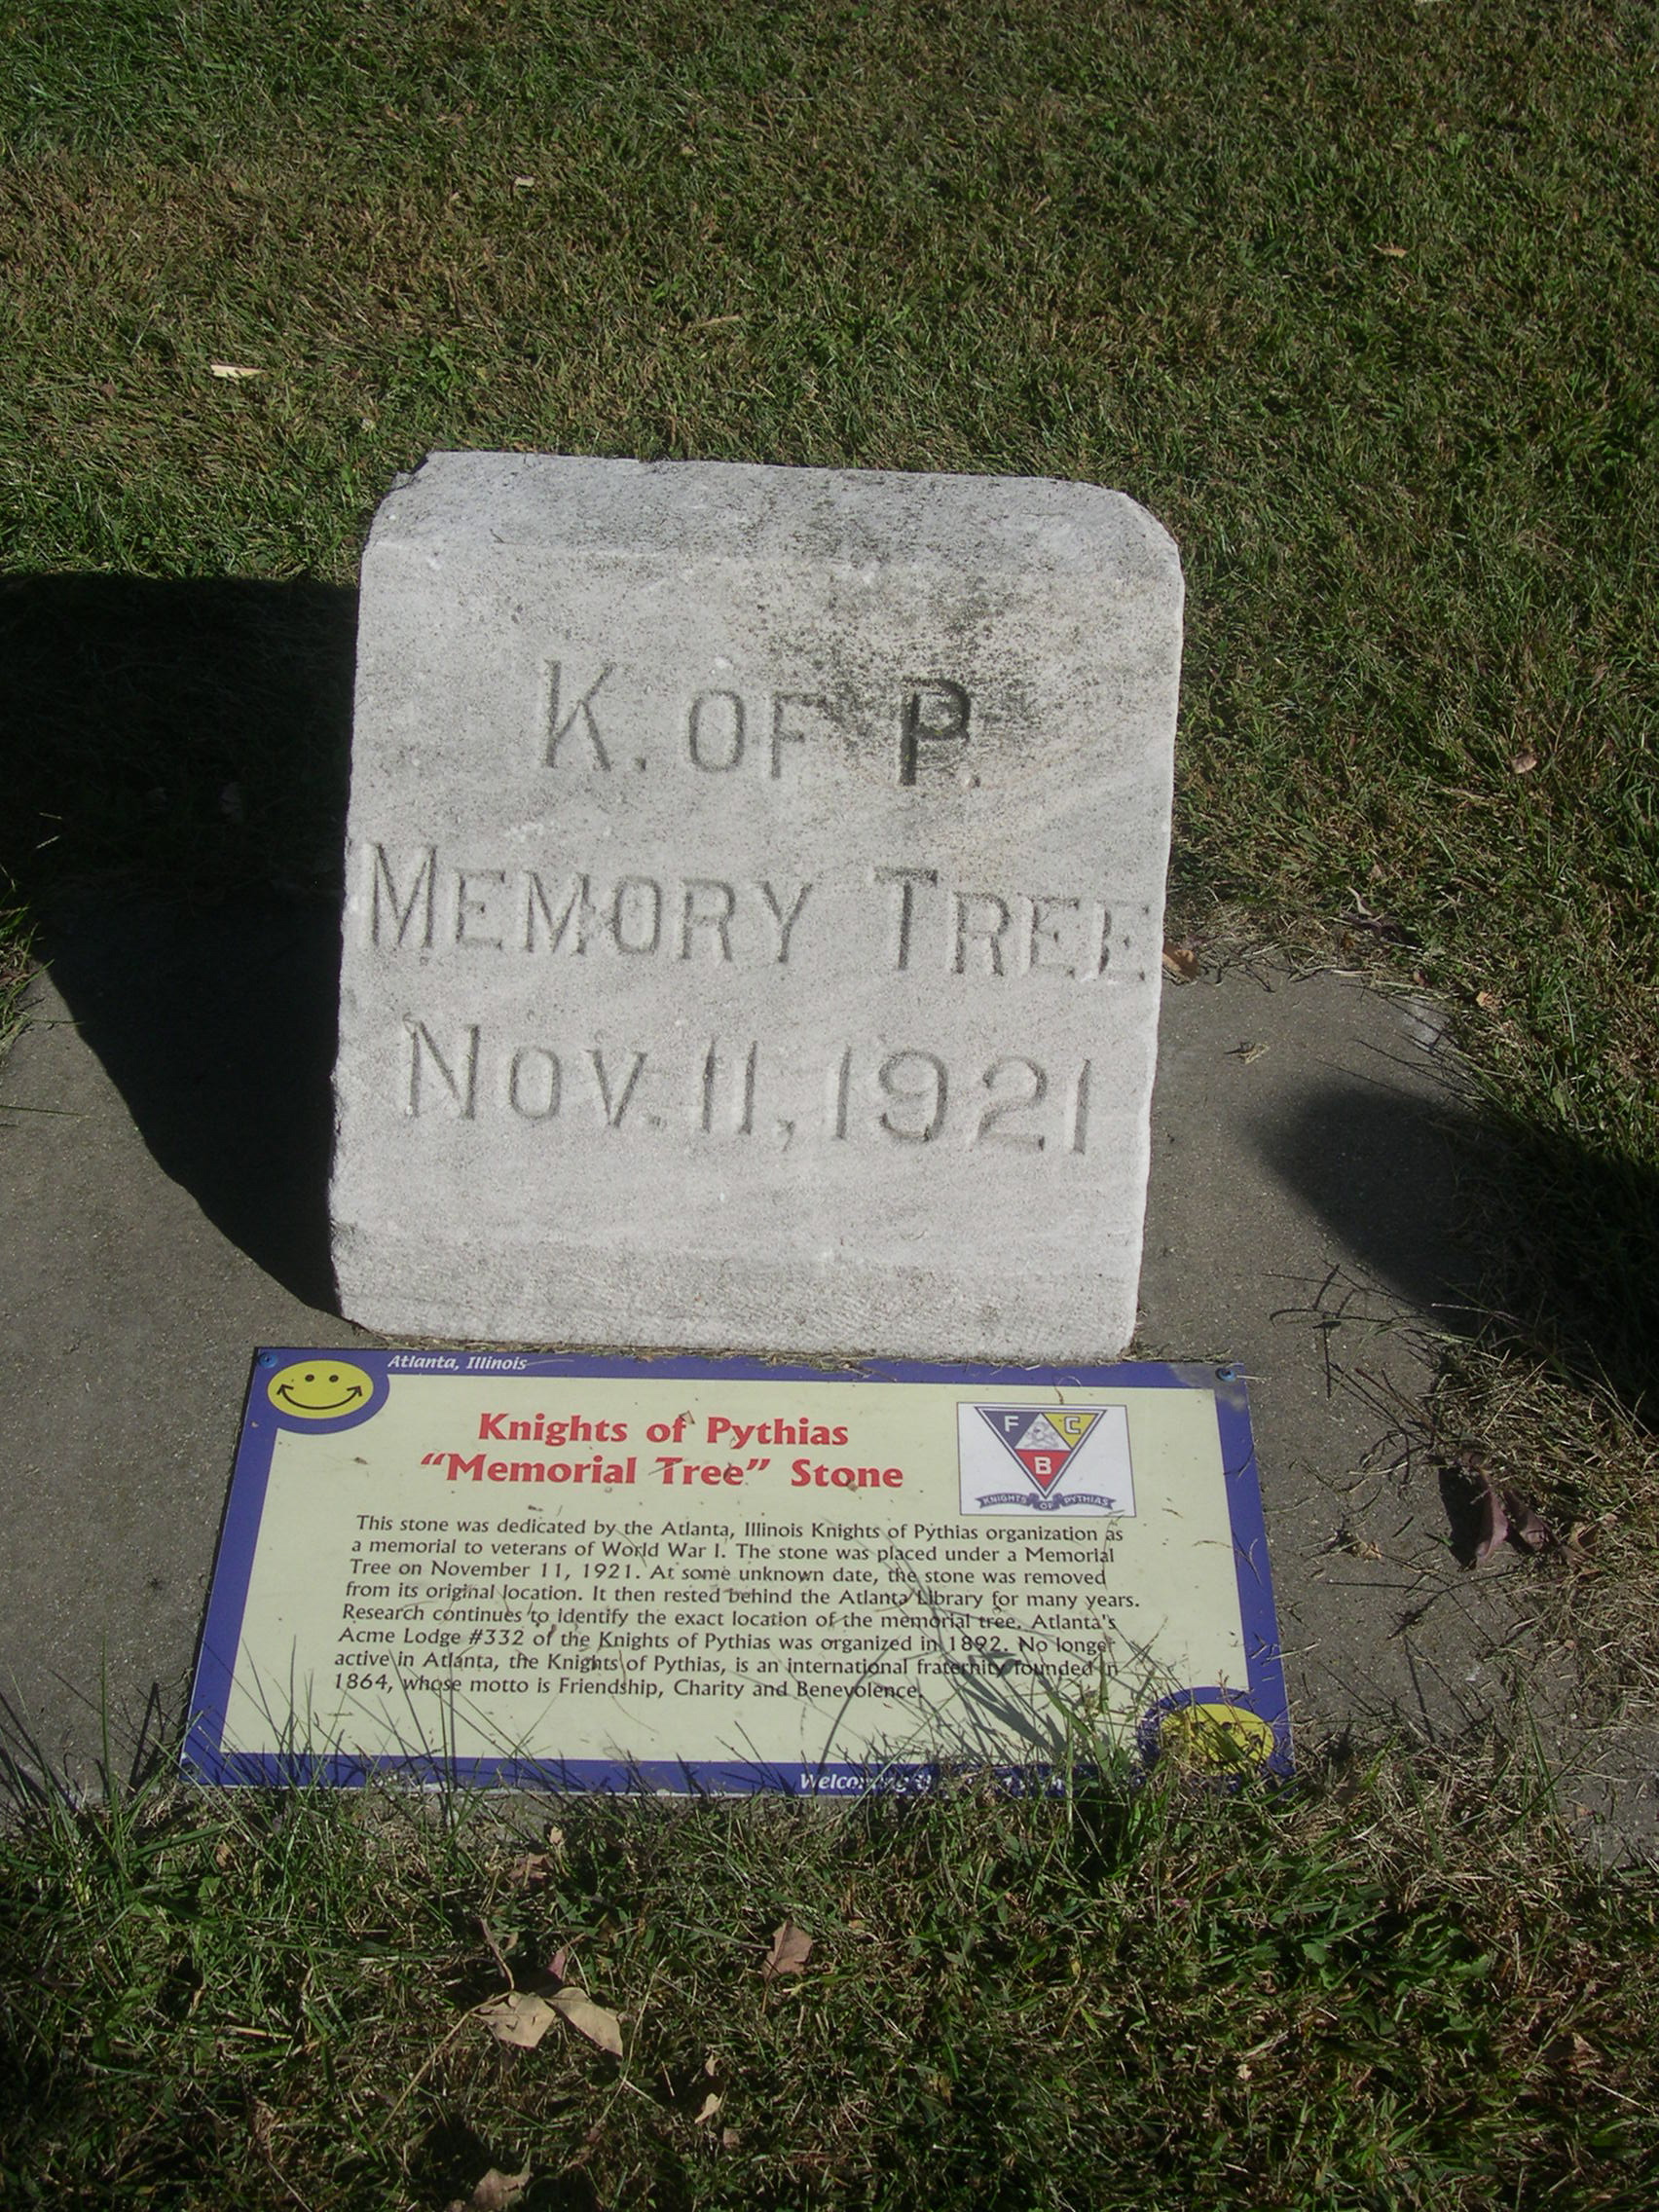 K. OF P.
MEMORY TREE
NOV. 11, 1921
Atlanta, Illinois
Knights of Pythias
“Memorial Tree” Stone
F C
B
KNIGHTS OF PYTHIAS
This stone was dedicated by the Atlanta, Illinois Knights of Pythias organization as
a memorial to veterans of World War I. The stone was placed under a Memorial
Tree on November 11, 1921. At some unknown date, the stone was removed
from its original location. It then rested behind the Atlanta Library for many years.
Research continues to identify the exact location of the memorial tree. Atlanta's
Acme Lodge #332 of the Knights of Pythias was organized in 1892. No longer
active in Atlanta, the Knights of Pythias, is an international fraternity founded in
1864, whose motto is Friendship, Charity and Benevolence.
Welcoming